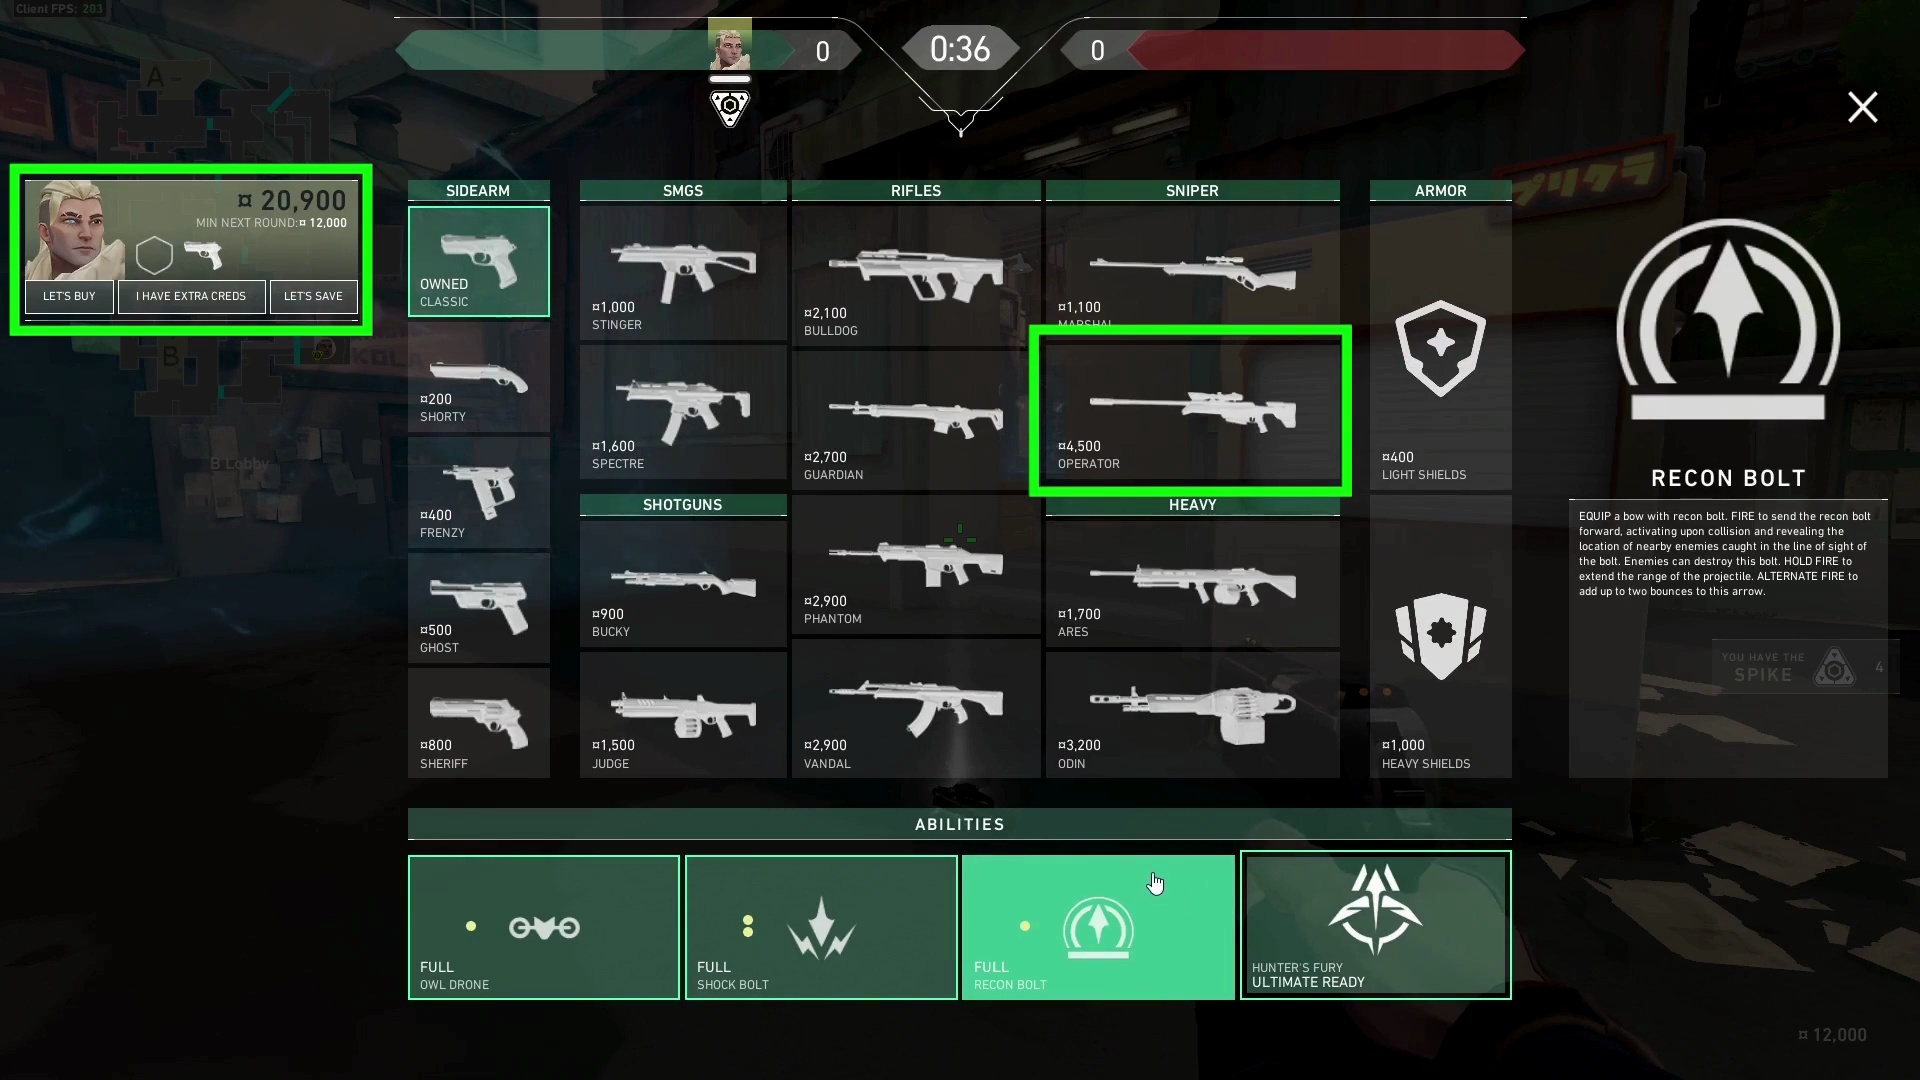 Client FPS: 203
0
0:36
0
A
¤ 20,900
MIN NEXT ROUND:¤ 12,000
LET'S BUY
I HAVE EXTRA CREDS
LET'S SAVE
B
B Lobby
プリクラ
SIDEARM
OWNED
CLASSIC
¤200
SHORTY
¤400
FRENZY
¤500
GHOST
¤800
SHERIFF
SMGS
¤1,000
STINGER
¤1,600
SPECTRE
SHOTGUNS
¤900
BUCKY
¤1,500
JUDGE
RIFLES
¤2,100
BULLDOG
¤2,700
GUARDIAN
¤2,900
PHANTOM
¤2,900
VANDAL
SNIPER
¤1,100
MARSHAL
¤4,500
OPERATOR
HEAVY
¤1,700
ARES
¤3,200
ODIN
ARMOR
¤400
LIGHT SHIELDS
¤1,000
HEAVY SHIELDS
RECON BOLT
EQUIP a bow with recon bolt. FIRE to send the recon bolt
forward, activating upon collision and revealing the
location of nearby enemies caught in the line of sight of
the bolt. Enemies can destroy this bolt. HOLD FIRE to
extend the range of the projectile. ALTERNATE FIRE to
add up to two bounces to this arrow.
YOU HAVE THE
SPIKE
4
ABILITIES
FULL
OWL DRONE
FULL
SHOCK BOLT
FULL
RECON BOLT
HUNTER'S FURY
ULTIMATE READY
¤ 12,000